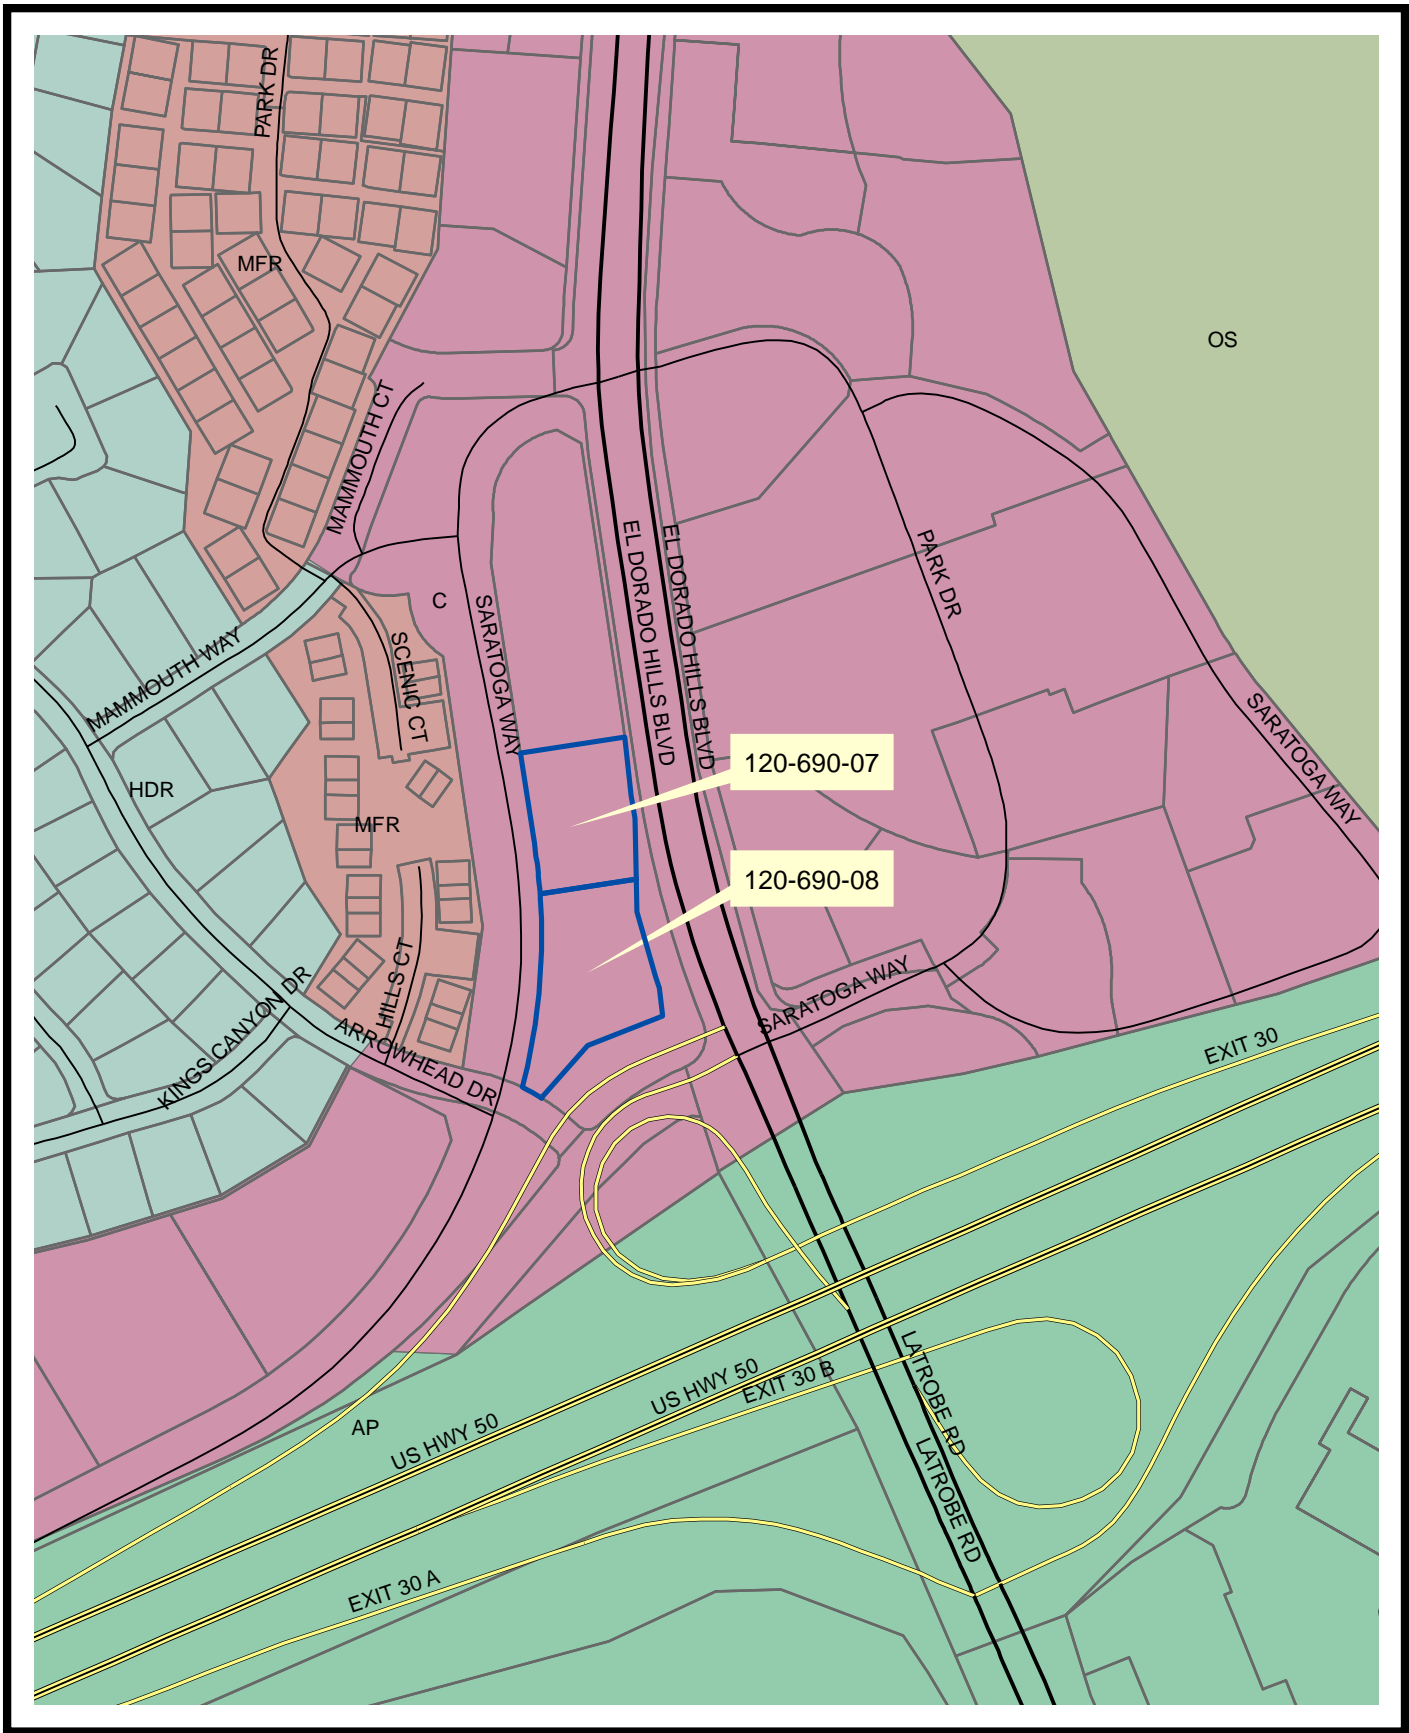 PARK DR
MFR
OS
MAMMOUTH CT
EL DORADO HILLS BLVD
EL DORADO HILLS BLVD
PARK DR
C
SARATOGA WAY
SCENIC CT
MAMMOUTH WAY
SARATOGA WAY
120-690-07
HDR
MFR
120-690-08
HILLS CT
KINGS CANYON DR
SARATOGA WAY
ARROWHEAD DR
EXIT 30
LATROBE RD
US HWY 50
EXIT 30 B
AP
US HWY 50
LATROBE RD
EXIT 30 A